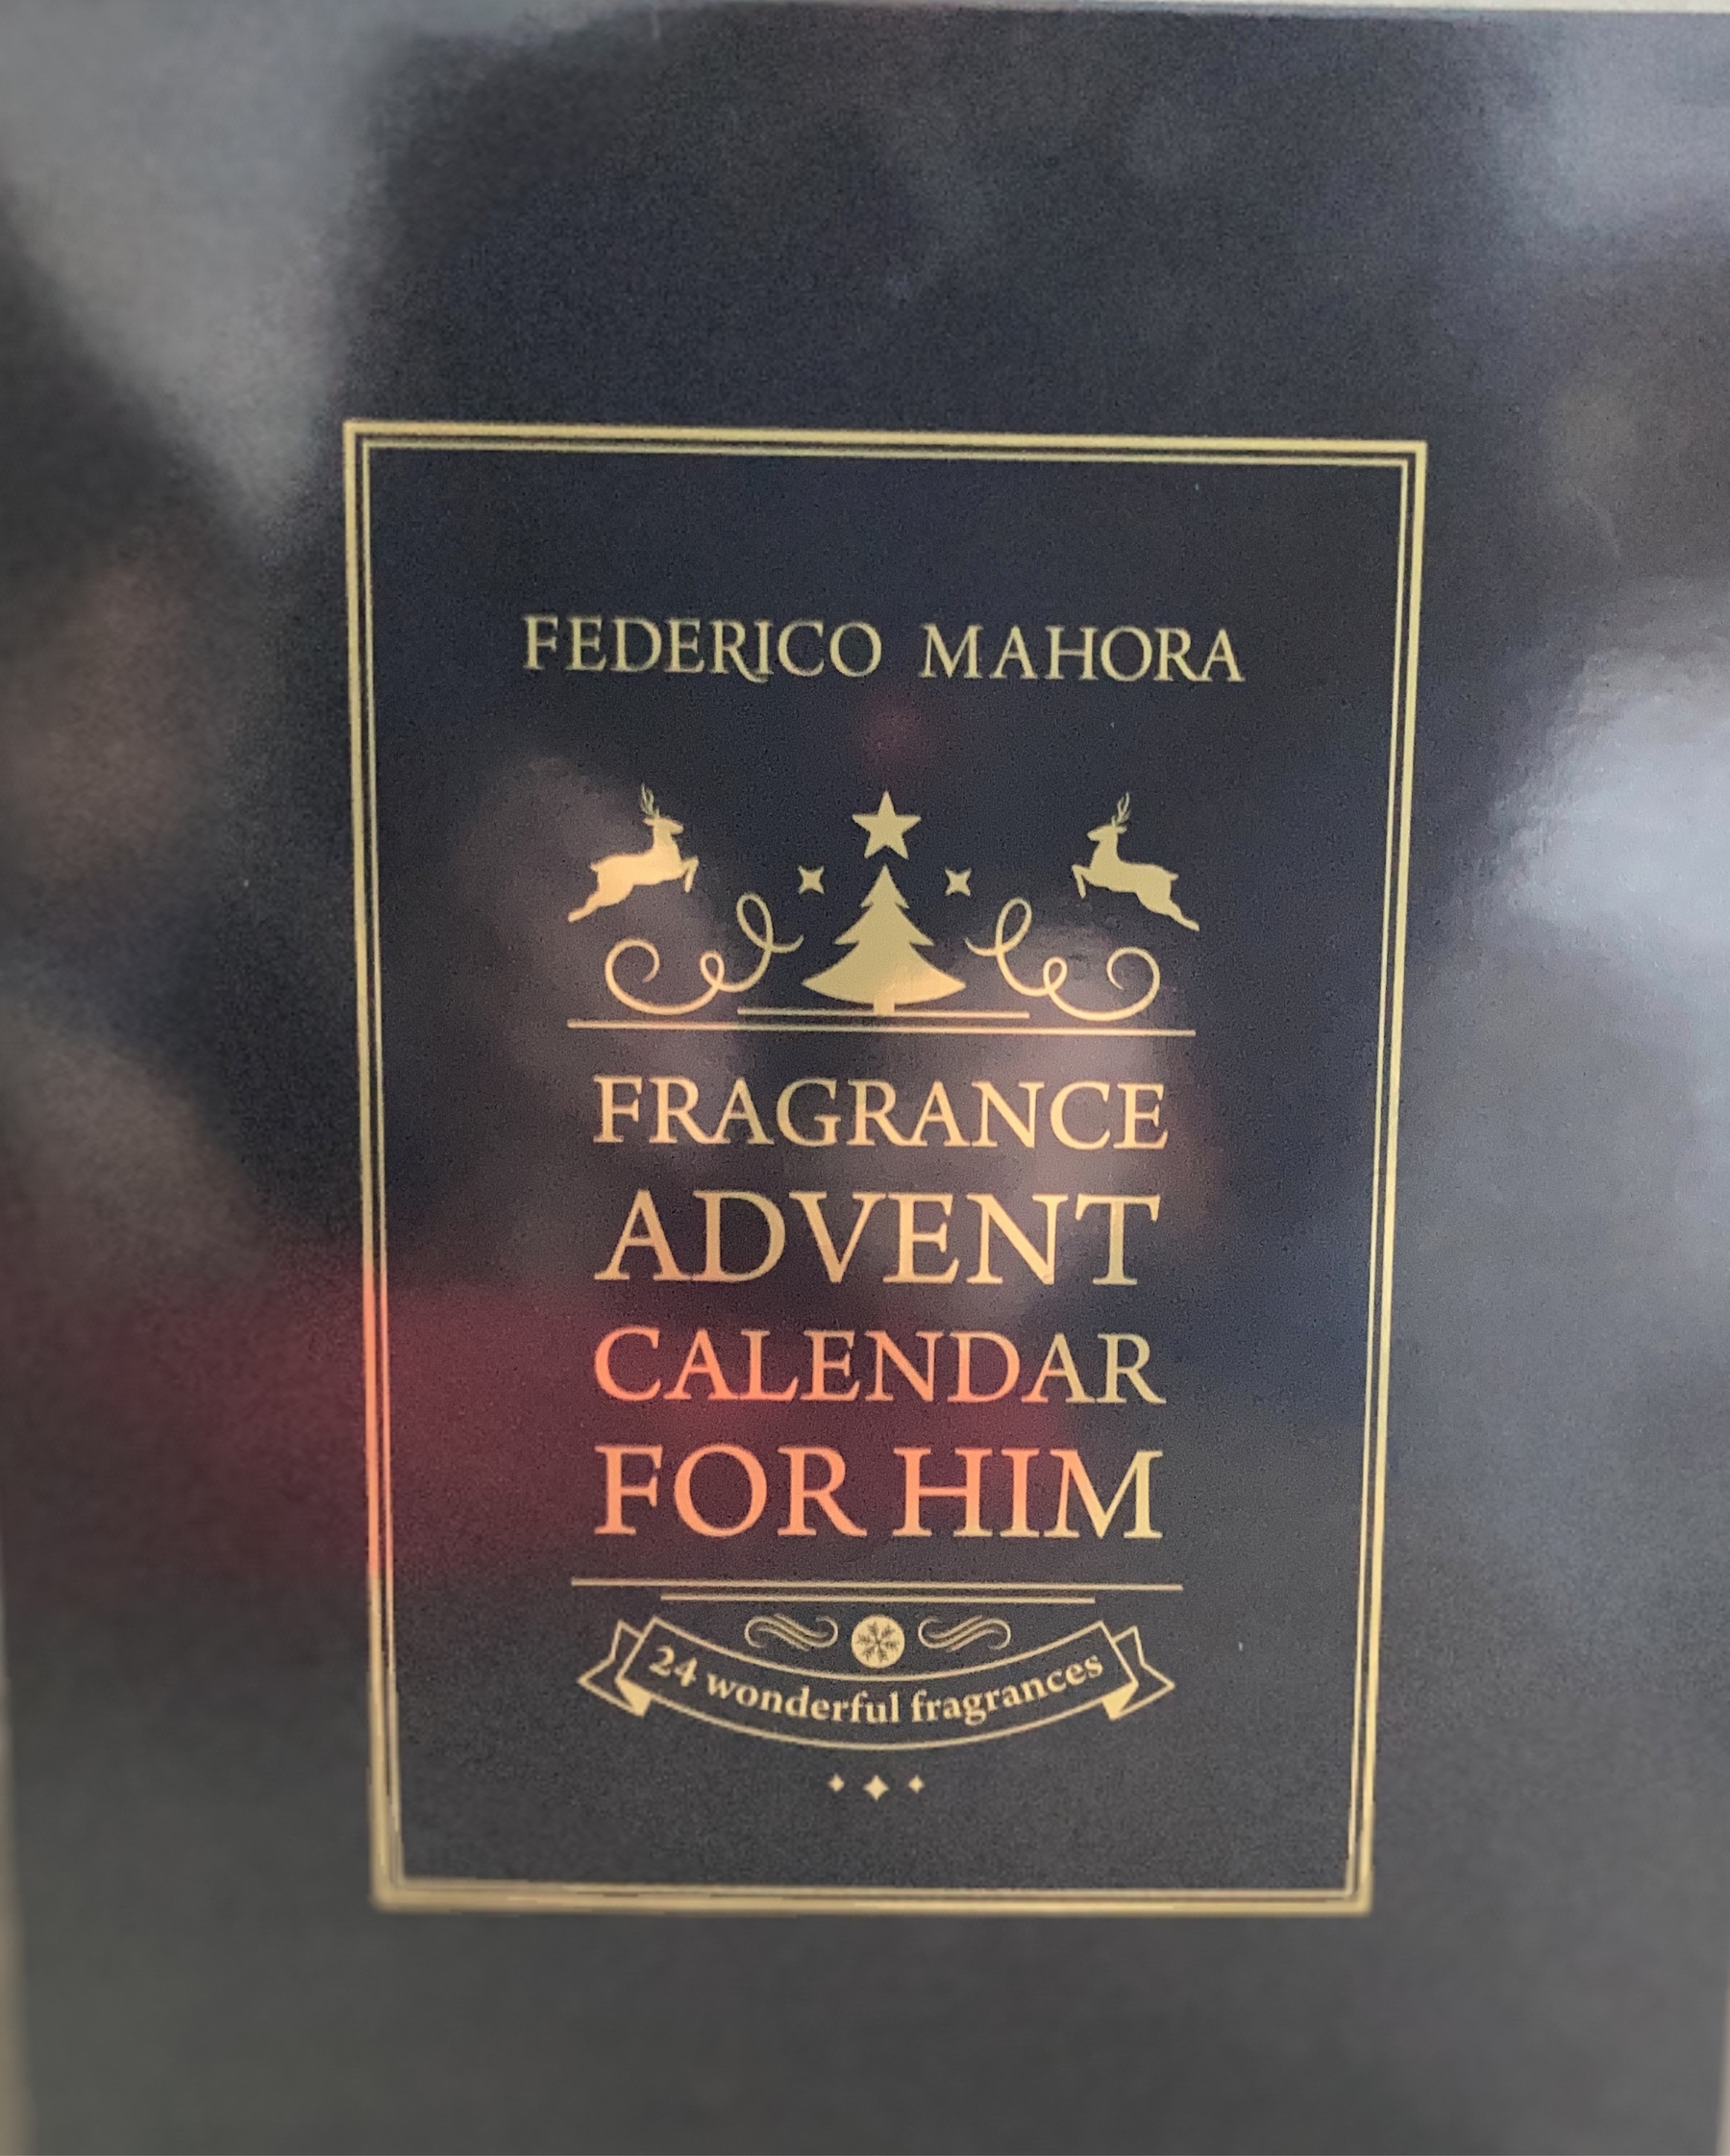 FEDERICO MAHORA
FRAGRANCE
ADVENT
CALENDAR
FOR HIM
24 wonderful fragrances